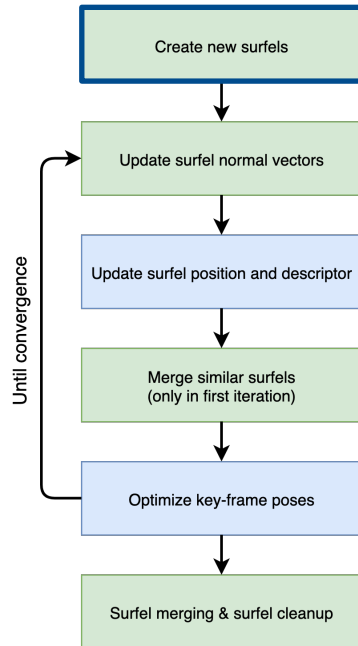 Create new surfels
Update surfel normal vectors
Update surfel position and descriptor
Merge similar surfels
(only in first iteration)
Until convergence
Optimize key-frame poses
Surfel merging & surfel cleanup